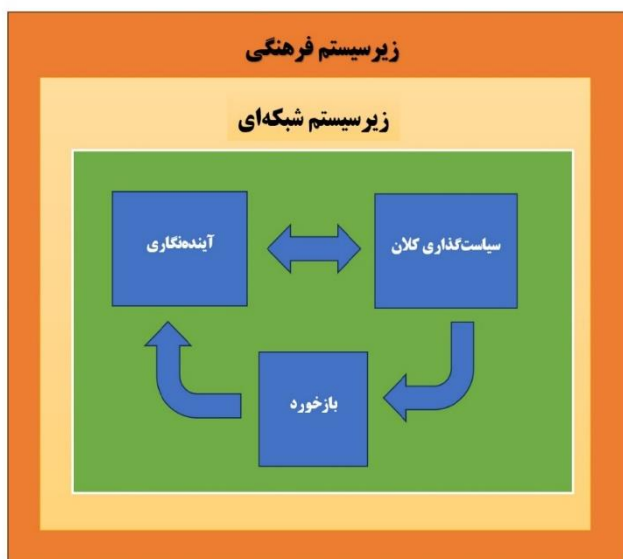 زیرسیستم فرهنگی
زیرسیستم شبکه‌ای
سیاست‌گذاری کلان
آینده‌نگاری
بازخورد